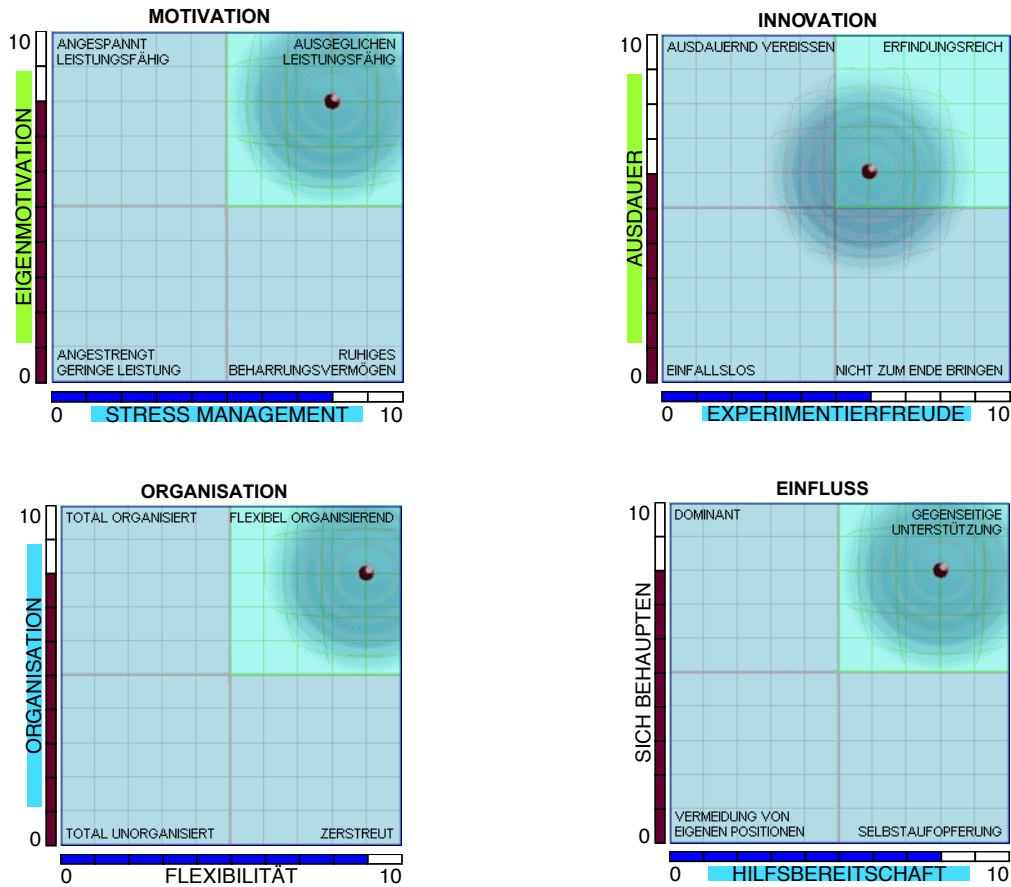 MOTIVATION
10
ANGESPANNT
LEISTUNGSFÄHIG
AUSGEGLICHEN
LEISTUNGSFÄHIG
EIGENMOTIVATION
ANGESTRENGT
GERINGE LEISTUNG
RUHIGES
BEHARRUNGSVERMÖGEN
0
0
STRESS MANAGEMENT
10
INNOVATION
10
AUSDAUERND VERBISSEN
ERFINDUNGSREICH
AUSDAUER
EINFALLSLOS
NICHT ZUM ENDE BRINGEN
0
0
EXPERIMENTIERFREUDE
10
ORGANISATION
10
TOTAL ORGANISIERT
FLEXIBEL ORGANISIEREND
ORGANISATION
TOTAL UNORGANISIERT
ZERSTREUT
0
0
FLEXIBILITÄT
10
EINFLUSS
10
DOMINANT
GEGENSEITIGE
UNTERSTÜTZUNG
SICH BEHAUPTEN
VERMEIDUNG VON
EIGENEN POSITIONEN
SELBSTAUFOPFERUNG
0
0
HILFSBEREITSCHAFT
10